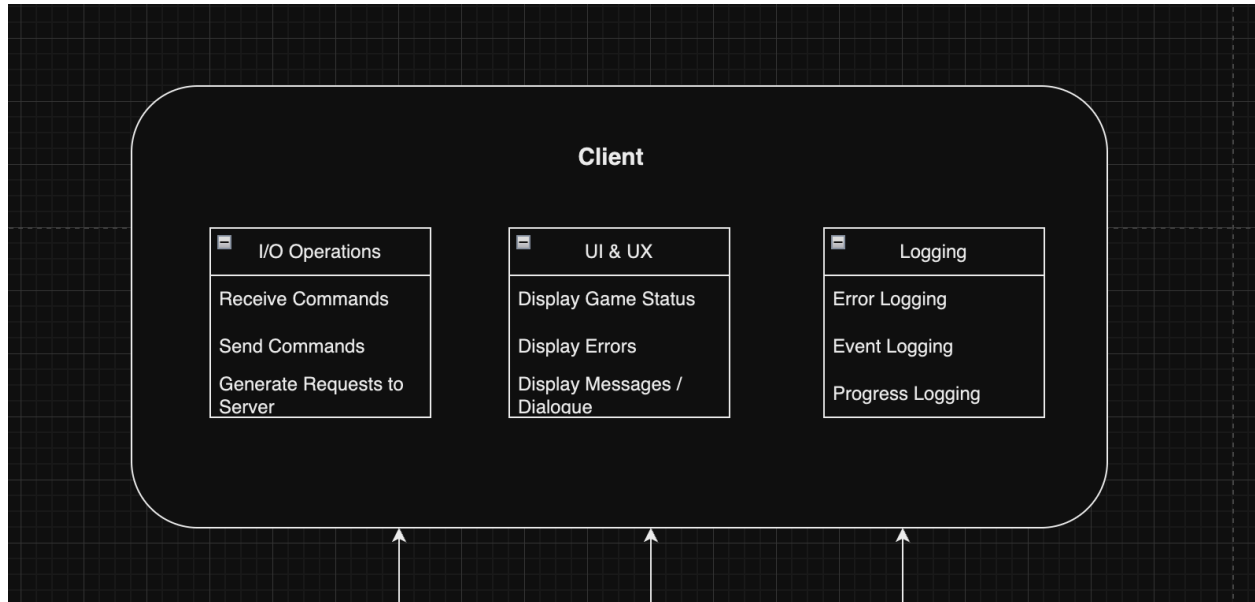 Client
I/O Operations
Receive Commands
Send Commands
Generate Requests to
Server
UI & UX
Display Game Status
Display Errors
Display Messages /
Dialogue
Logging
Error Logging
Event Logging
Progress Logging